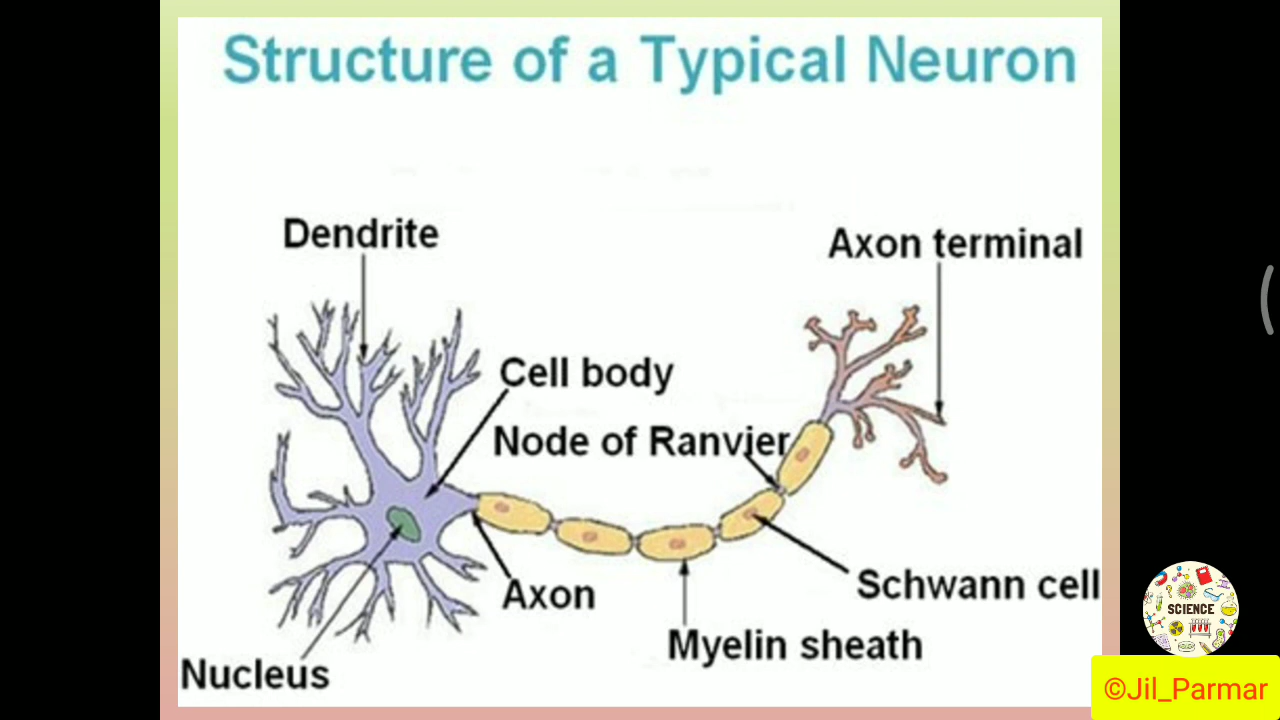 Structure of a Typical Neuron
Dendrite
Axon terminal
Cell body
Node of Ranvier
Axon
Schwann cell
Myelin sheath
Nucleus
SCIENCE
©Jil_Parmar